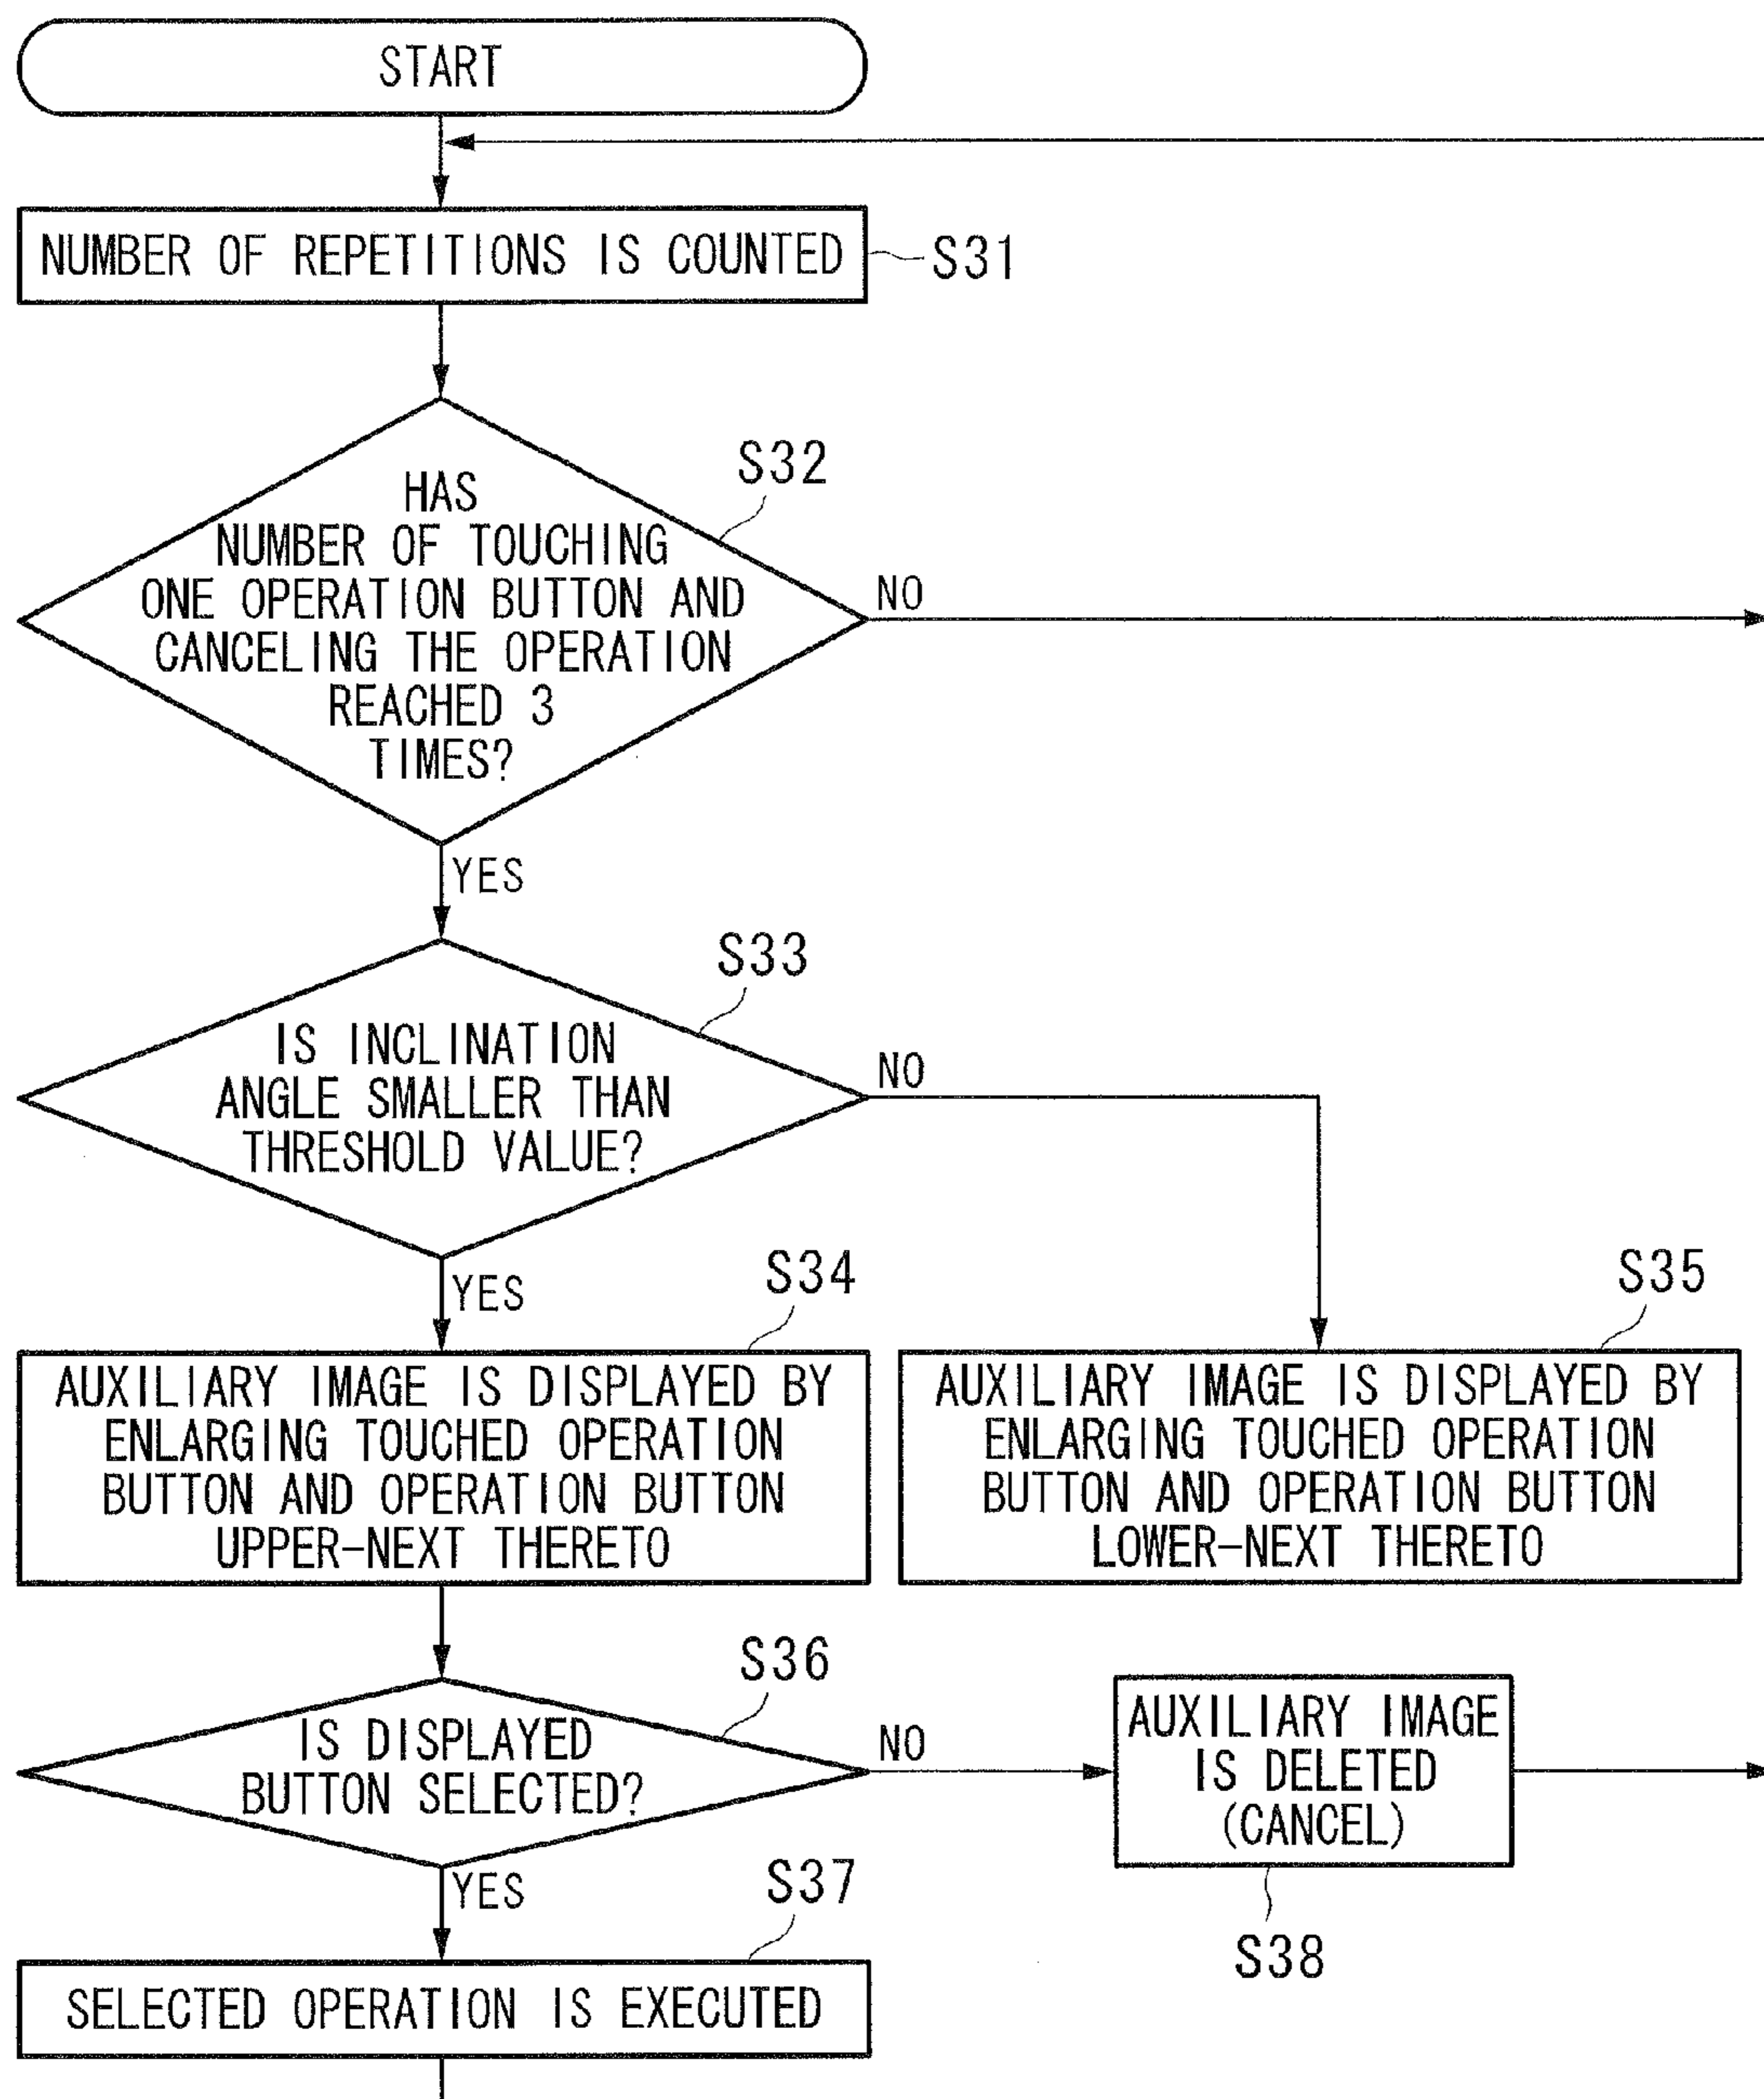 START
NUMBER OF REPETITIONS IS COUNTED
S31
S32
HAS
NUMBER OF TOUCHING
ONE OPERATION BUTTON AND
CANCELING THE OPERATION
REACHED 3
TIMES?
NO
YES
S33
IS INCLINATION
ANGLE SMALLER THAN
THRESHOLD VALUE?
NO
YES
S34
AUXILIARY IMAGE IS DISPLAYED BY
ENLARGING TOUCHED OPERATION
BUTTON AND OPERATION BUTTON
UPPER-NEXT THERETO
S35
AUXILIARY IMAGE IS DISPLAYED BY
ENLARGING TOUCHED OPERATION
BUTTON AND OPERATION BUTTON
LOWER-NEXT THERETO
S36
IS DISPLAYED
BUTTON SELECTED?
NO
AUXILIARY IMAGE
IS DELETED
(CANCEL)
S38
YES
S37
SELECTED OPERATION IS EXECUTED